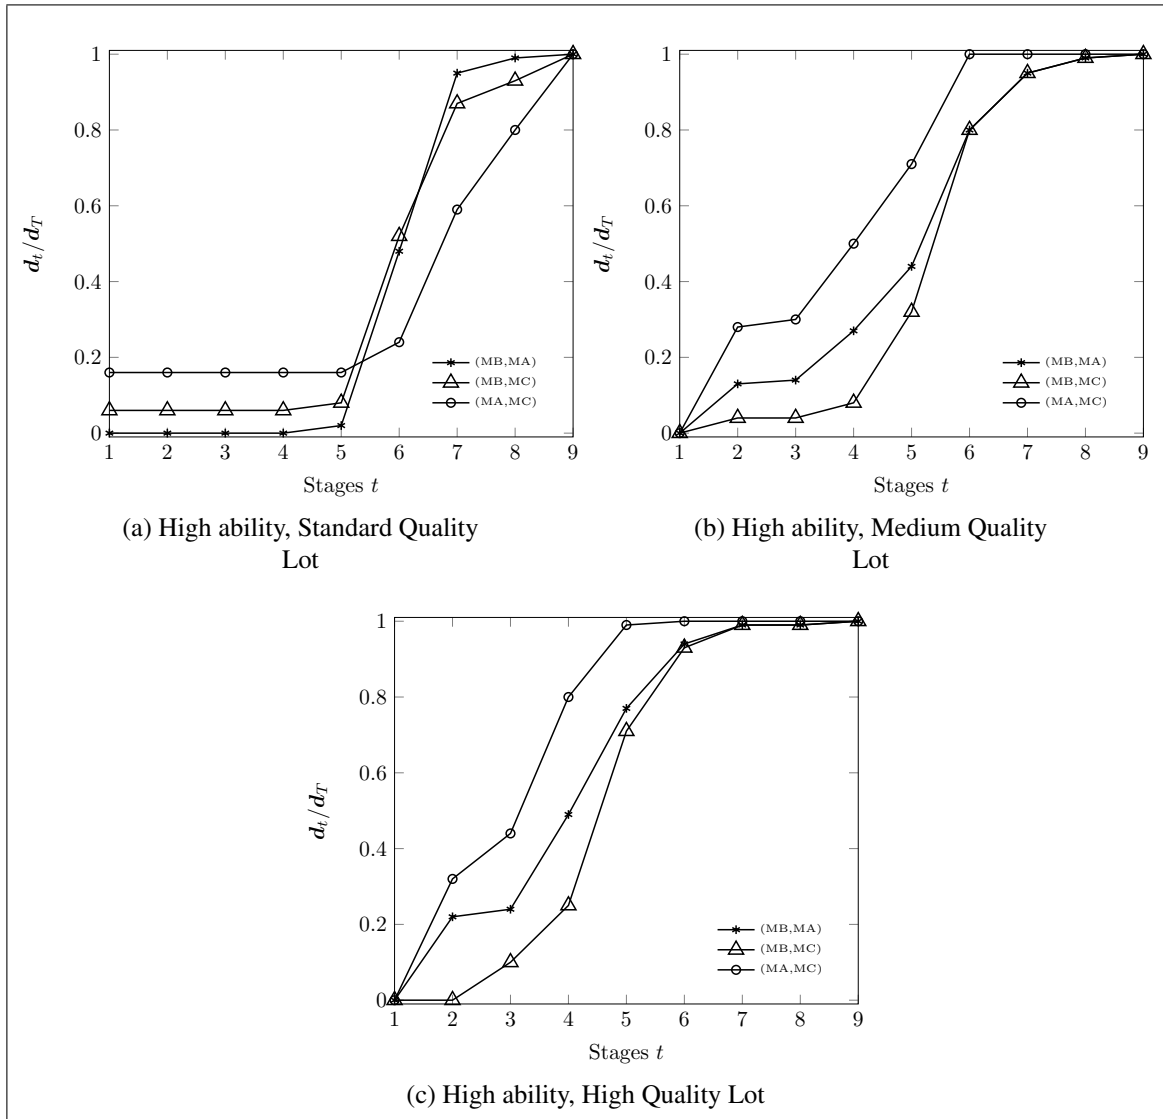 1
0.8
0.6
0.4
0.2
0
d_t/d_T
1 2 3 4 5 6 7 8 9
Stages t
(MB,MA)
(MB,MC)
(MA,MC)
(a) High ability, Standard Quality
Lot
1
0.8
0.6
0.4
0.2
0
d_t/d_T
1 2 3 4 5 6 7 8 9
Stages t
(MB,MA)
(MB,MC)
(MA,MC)
(b) High ability, Medium Quality
Lot
1
0.8
0.6
0.4
0.2
0
d_t/d_T
1 2 3 4 5 6 7 8 9
Stages t
(MB,MA)
(MB,MC)
(MA,MC)
(c) High ability, High Quality Lot